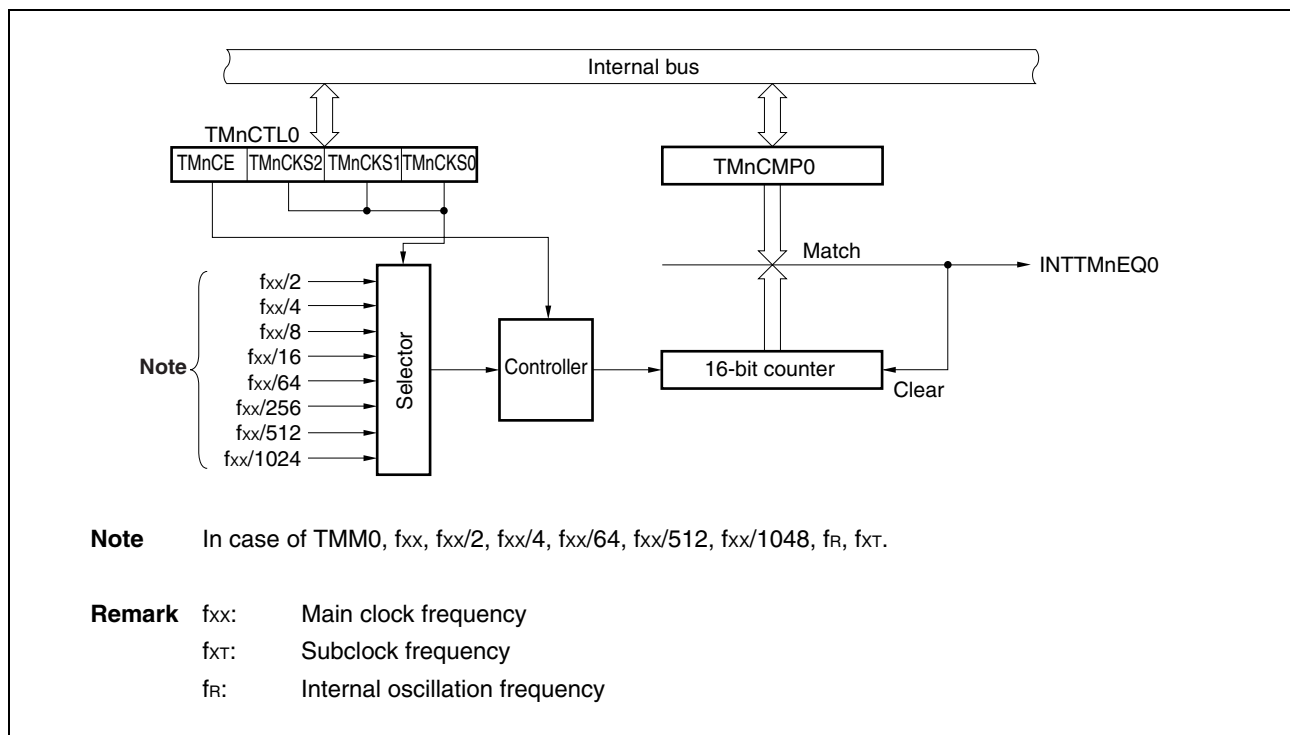 Internal bus
TMnCTL0
TMnCE TMnCKS2 TMnCKS1 TMnCKS0
TMnCMP0
Match
INTTMnEQ0
Note
fxx/2
fxx/4
fxx/8
fxx/16
fxx/64
fxx/256
fxx/512
fxx/1024
Selector
Controller
16-bit counter
Clear
Note In case of TMM0, fxx, fxx/2, fxx/4, fxx/64, fxx/512, fxx/1048, fR, fXT.
Remark fxx: Main clock frequency
fXT: Subclock frequency
fR: Internal oscillation frequency